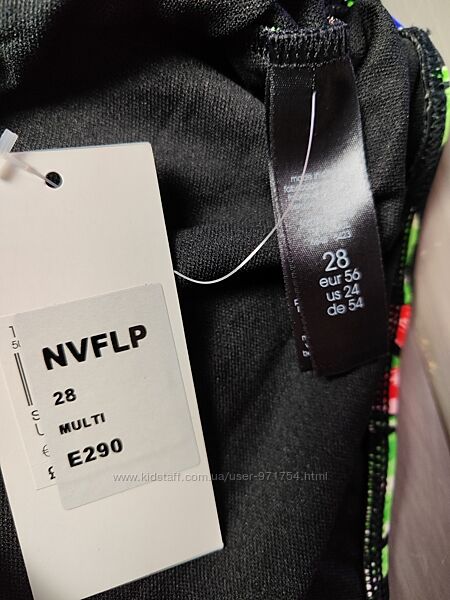 NVFLP
28
MULTI
E290
28
eur 56
us 24
de 54
www.kidstaff.com.ua/user-971754.html